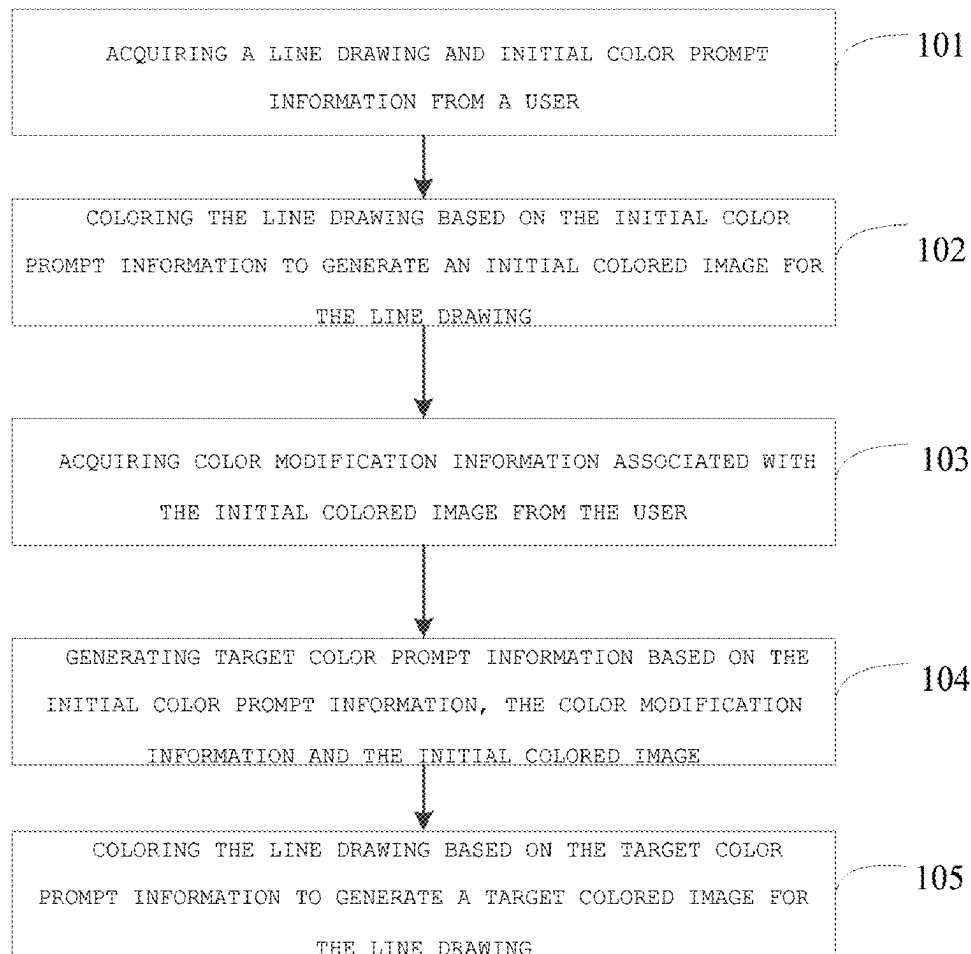 ACQUIRING A LINE DRAWING AND INITIAL COLOR PROMPT
INFORMATION FROM A USER
101
COLORING THE LINE DRAWING BASED ON THE INITIAL COLOR
PROMPT INFORMATION TO GENERATE AN INITIAL COLORED IMAGE FOR
THE LINE DRAWING
102
ACQUIRING COLOR MODIFICATION INFORMATION ASSOCIATED WITH
THE INITIAL COLORED IMAGE FROM THE USER
103
GENERATING TARGET COLOR PROMPT INFORMATION BASED ON THE
INITIAL COLOR PROMPT INFORMATION, THE COLOR MODIFICATION
INFORMATION AND THE INITIAL COLORED IMAGE
104
COLORING THE LINE DRAWING BASED ON THE TARGET COLOR
PROMPT INFORMATION TO GENERATE A TARGET COLORED IMAGE FOR
THE LINE DRAWING
105